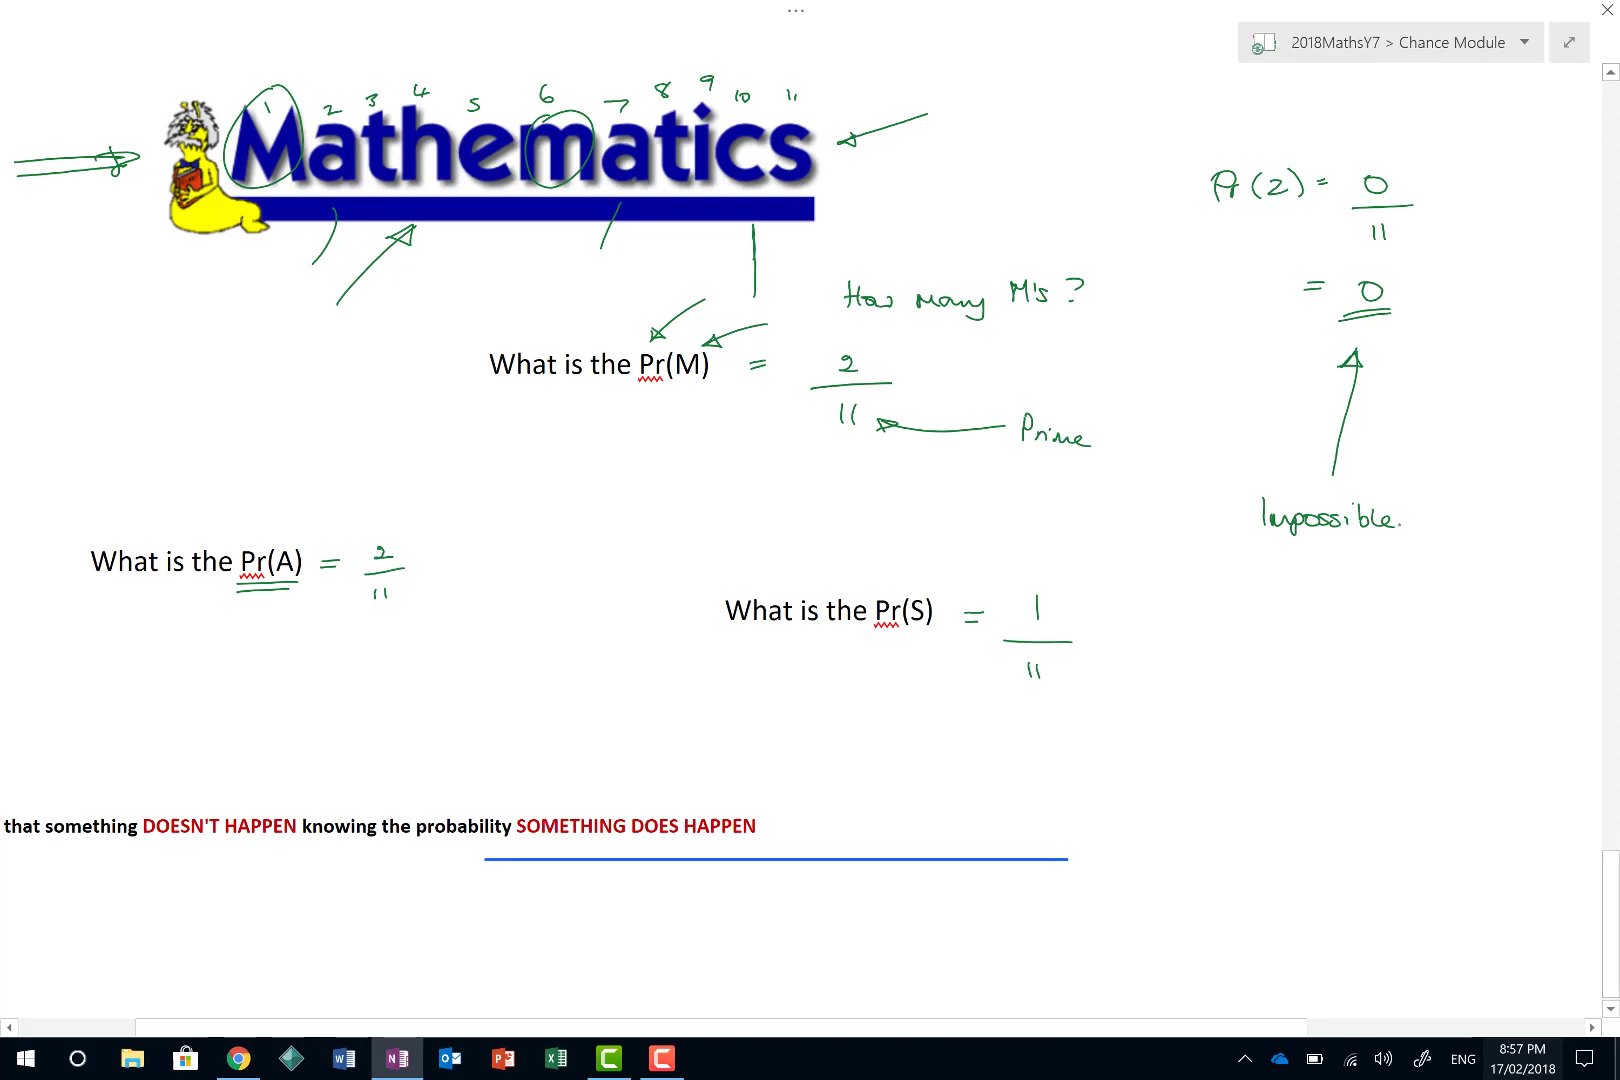 2018MathsY7 > Chance Module
1 2 3 4 5 6 7 8 9 10 11
Mathematics
Pr(2) = 0/11
= 0
How many M's ?
What is the Pr(M) = 2/11
Prime
Impossible.
What is the Pr(A) = 2/11
What is the Pr(S) = 1/11
that something DOESN'T HAPPEN knowing the probability SOMETHING DOES HAPPEN
ENG
8:57 PM
17/02/2018